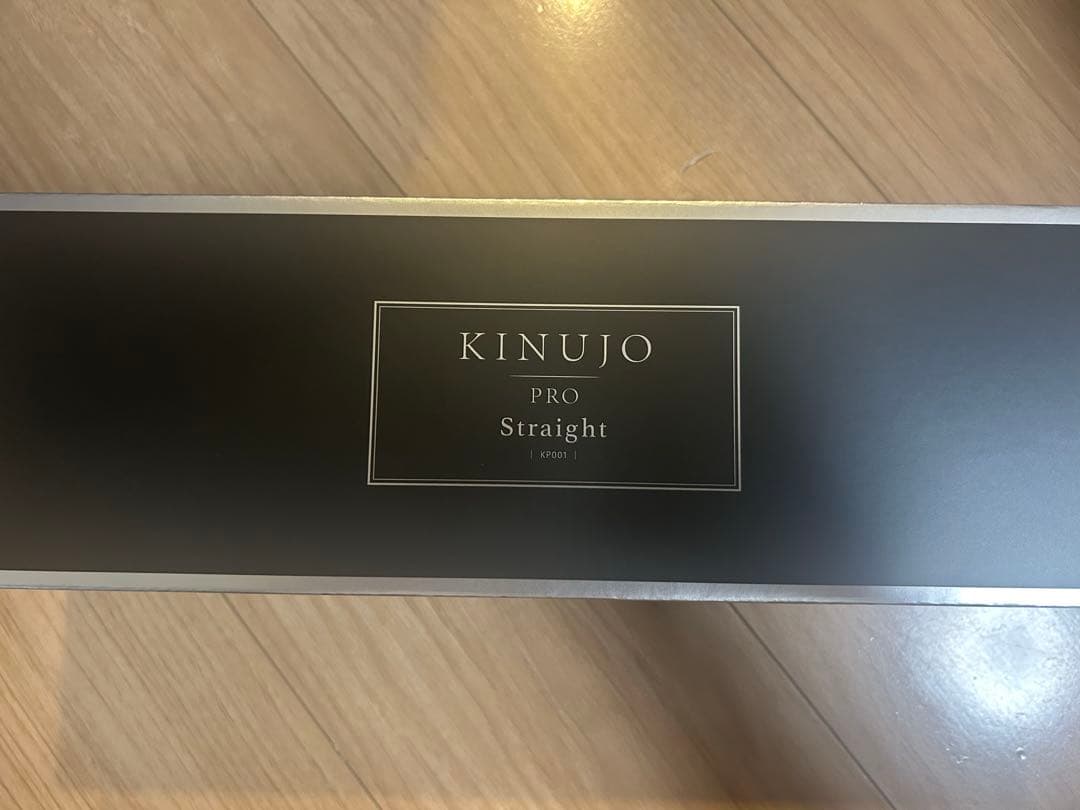 KINUJO
PRO
Straight
| KP001 |